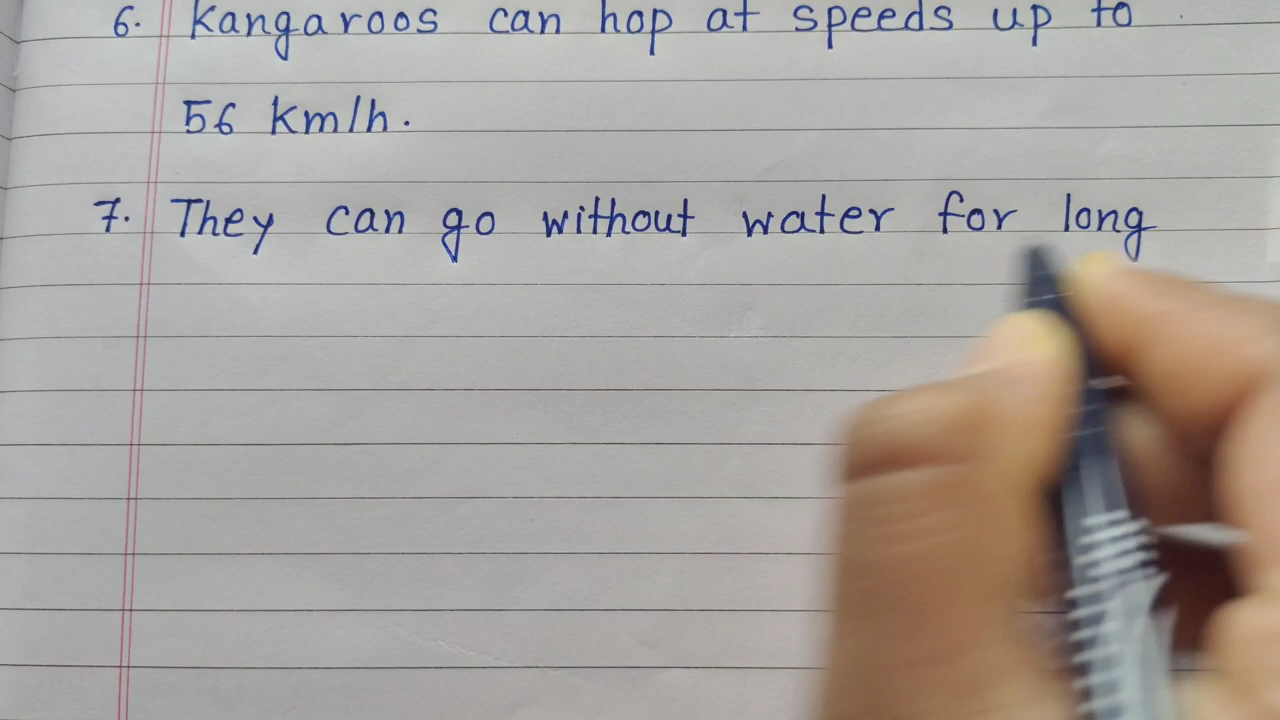 6. Kangaroos can hop at speeds up to
56 km/h.
7. They can go without water for long